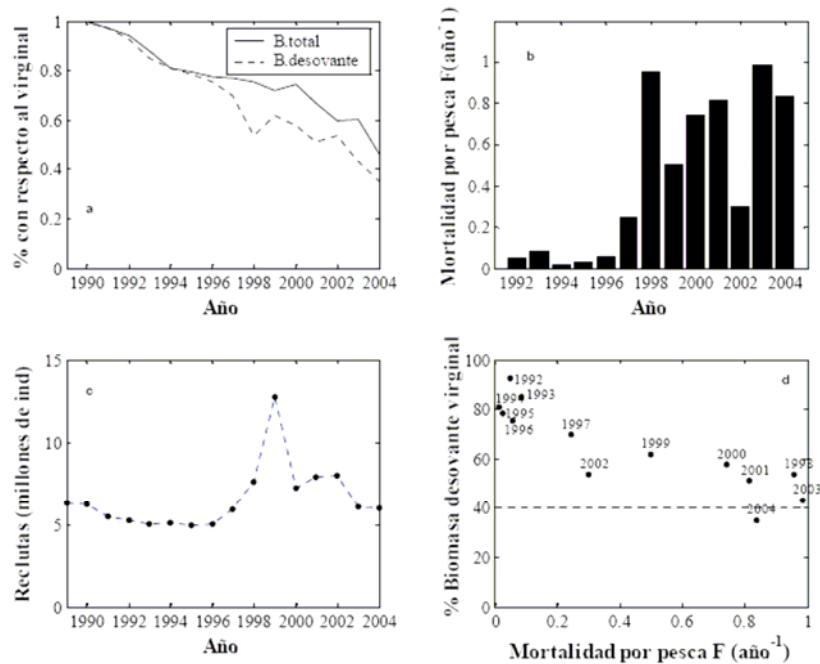 % con respecto al virginal
1
0.8
0.6
0.4
0.2
0
B.total
B.desovante
a
1990 1992 1994 1996 1998 2000 2002 2004
Año
Mortalidad por pesca F(año-1)
1
0.8
0.6
0.4
0.2
0
b
1992 1994 1996 1998 2000 2002 2004
Año
Reclutas (millones de ind)
15
10
5
0
c
1990 1992 1994 1996 1998 2000 2002 2004
Año
% Biomasa desovante virginal
100
80
60
40
20
0
d
1992
1993
1994
1995
1996
1997
2002
1999
2000
2001
1998
2003
2004
0 0.2 0.4 0.6 0.8 1
Mortalidad por pesca F (año-1)